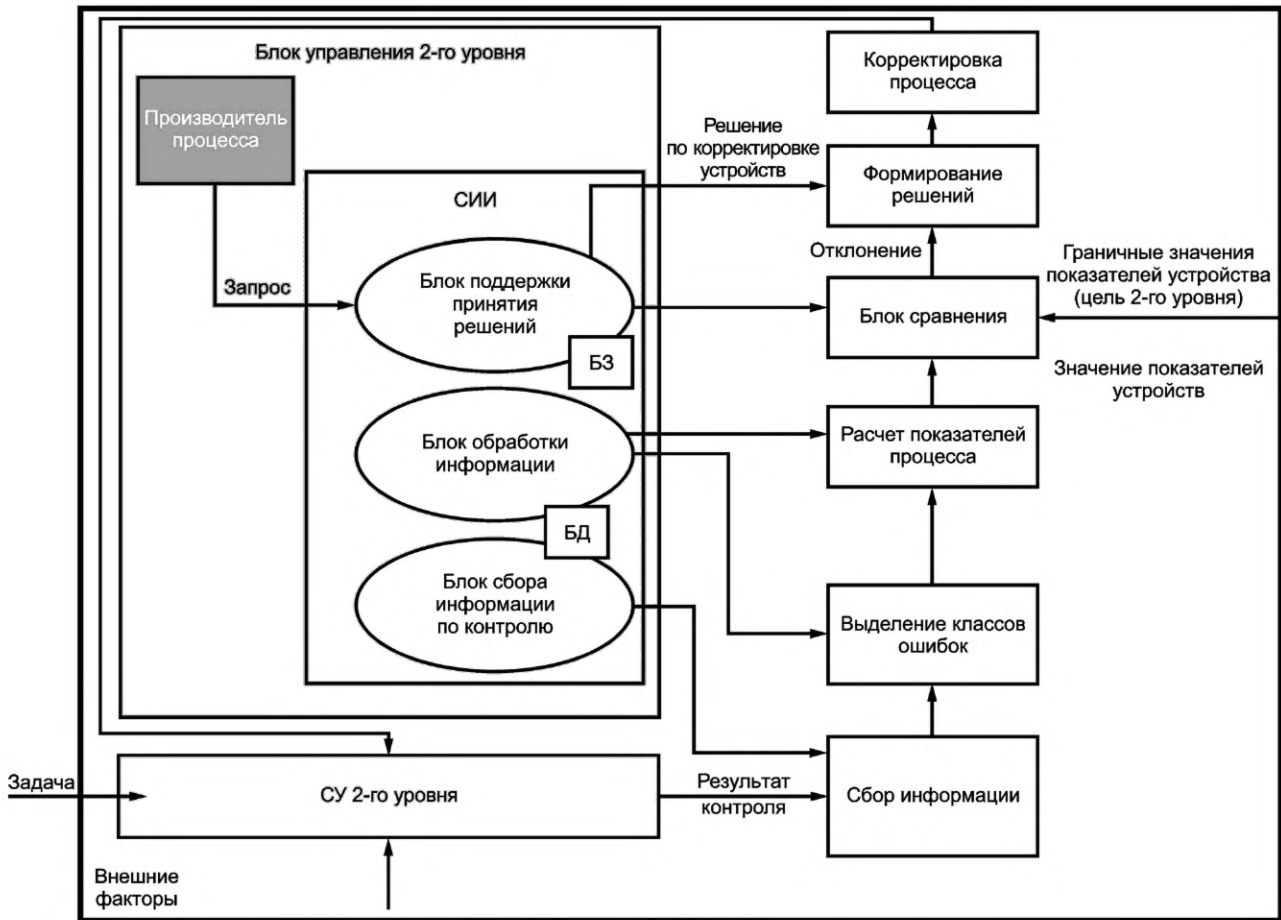 Блок управления 2-го уровня
Производитель
процесса
СИИ
Запрос
Блок поддержки
принятия
решений
БЗ
Блок обработки
информации
БД
Блок сбора
информации
по контролю
Решение
по корректировке
устройств
Корректировка
процесса
Формирование
решений
Отклонение
Блок сравнения
Граничные значения
показателей устройства
(цель 2-го уровня)
Значение показателей
устройств
Расчет показателей
процесса
Выделение классов
ошибок
Задача
СУ 2-го уровня
Результат
контроля
Сбор информации
Внешние
факторы